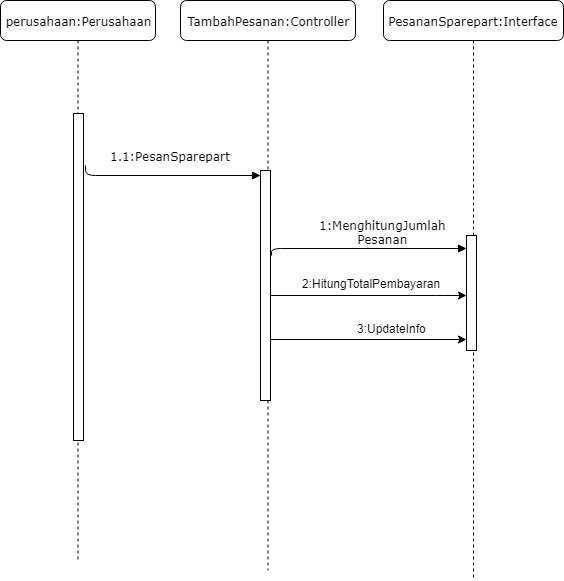 perusahaan:Perusahaan
TambahPesanan:Controller
PesananSparepart:Interface
1.1:PesanSparepart
1:MenghitungJumlah
Pesanan
2:HitungTotalPembayaran
3:UpdateInfo